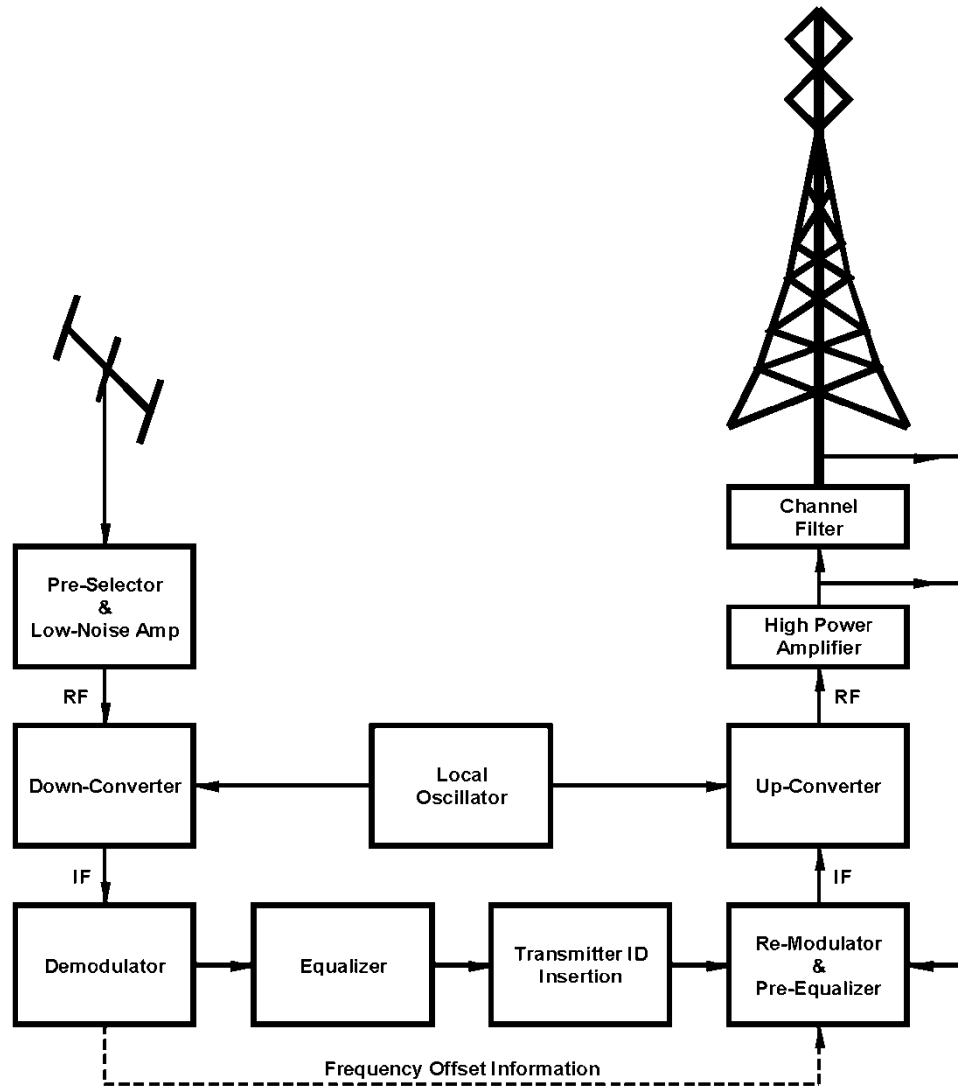 Channel
Filter
Pre-Selector
&
Low-Noise Amp
High Power
Amplifier
RF
RF
Down-Converter
Local
Oscillator
Up-Converter
IF
IF
Demodulator
Equalizer
Transmitter ID
Insertion
Re-Modulator
&
Pre-Equalizer
Frequency Offset Information